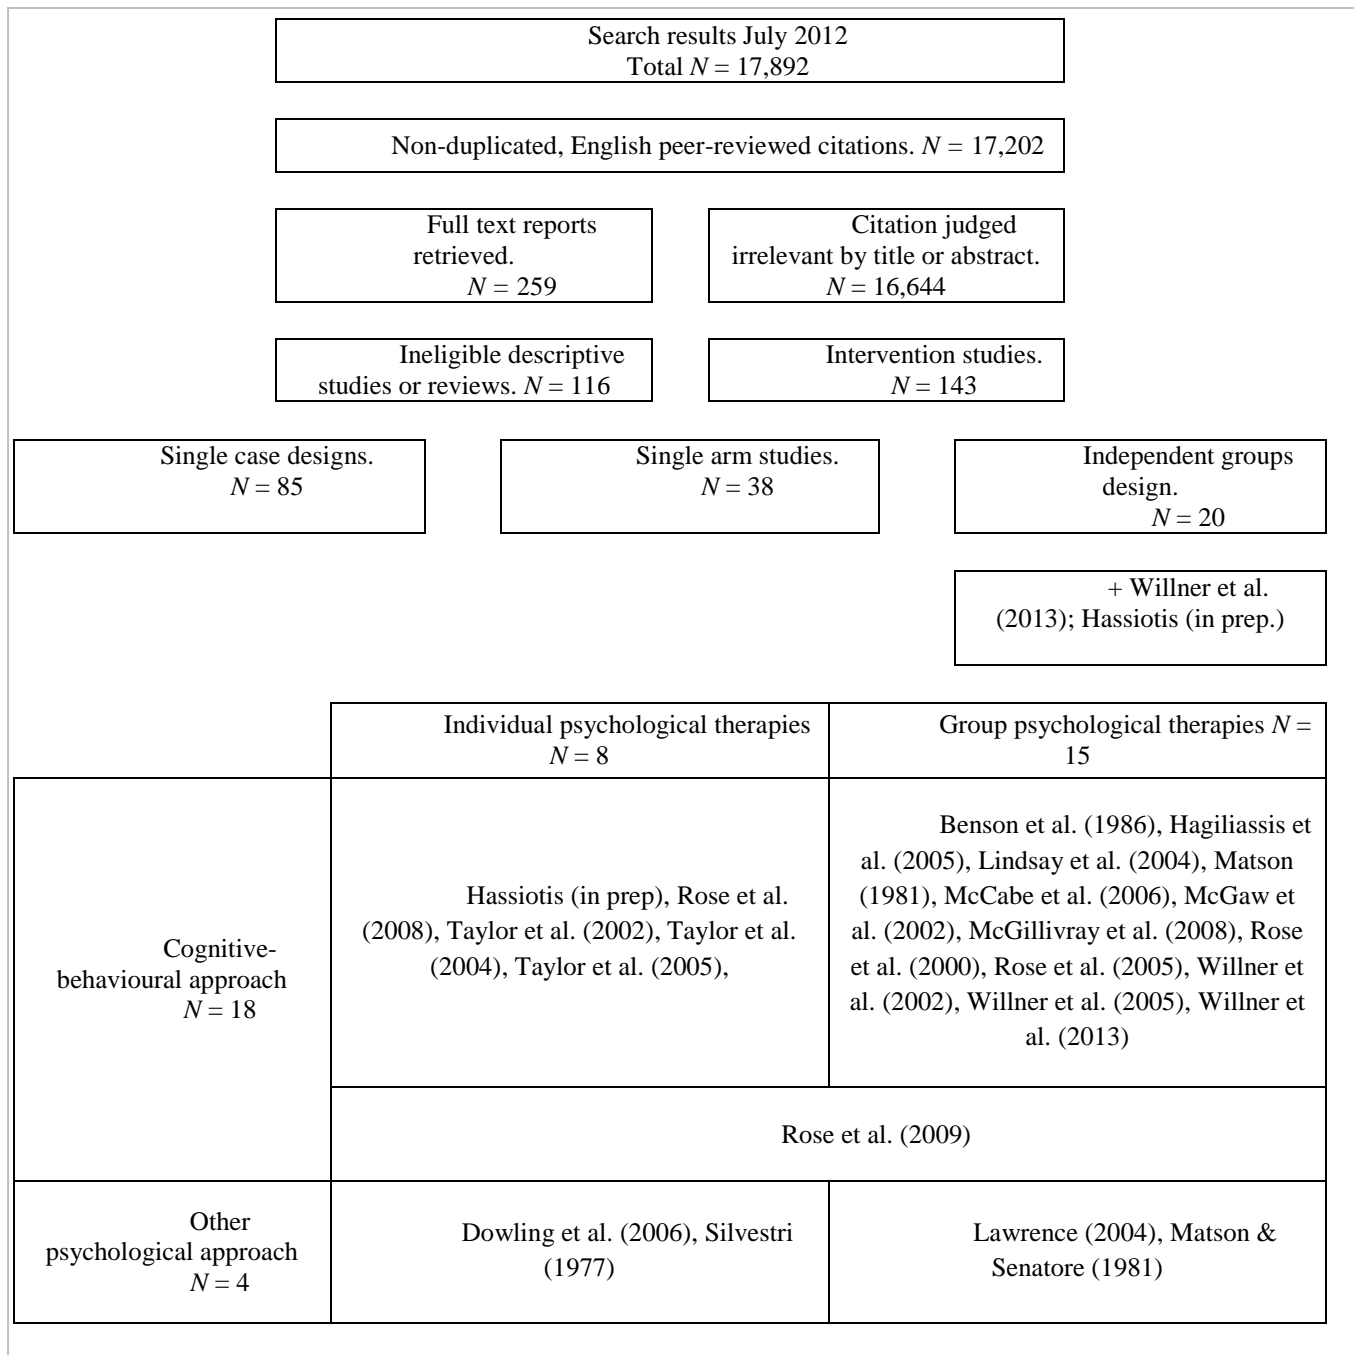 Search results July 2012
Total N = 17,892
Non-duplicated, English peer-reviewed citations. N = 17,202
Full text reports
retrieved.
N = 259
Citation judged
irrelevant by title or abstract.
N = 16,644
Ineligible descriptive
studies or reviews. N = 116
Intervention studies.
N = 143
Single case designs.
N = 85
Single arm studies.
N = 38
Independent groups
design.
N = 20
+ Willner et al.
(2013); Hassiotis (in prep.)
Individual psychological therapies
N = 8
Group psychological therapies N =
15
Cognitive-
behavioural approach
N = 18
Hassiotis (in prep), Rose et al.
(2008), Taylor et al. (2002), Taylor et al.
(2004), Taylor et al. (2005),
Benson et al. (1986), Hagiliassis et
al. (2005), Lindsay et al. (2004), Matson
(1981), McCabe et al. (2006), McGaw et
al. (2002), McGillivray et al. (2008), Rose
et al. (2000), Rose et al. (2005), Willner et
al. (2002), Willner et al. (2005), Willner et
al. (2013)
Rose et al. (2009)
Other
psychological approach
N = 4
Dowling et al. (2006), Silvestri
(1977)
Lawrence (2004), Matson &
Senatore (1981)